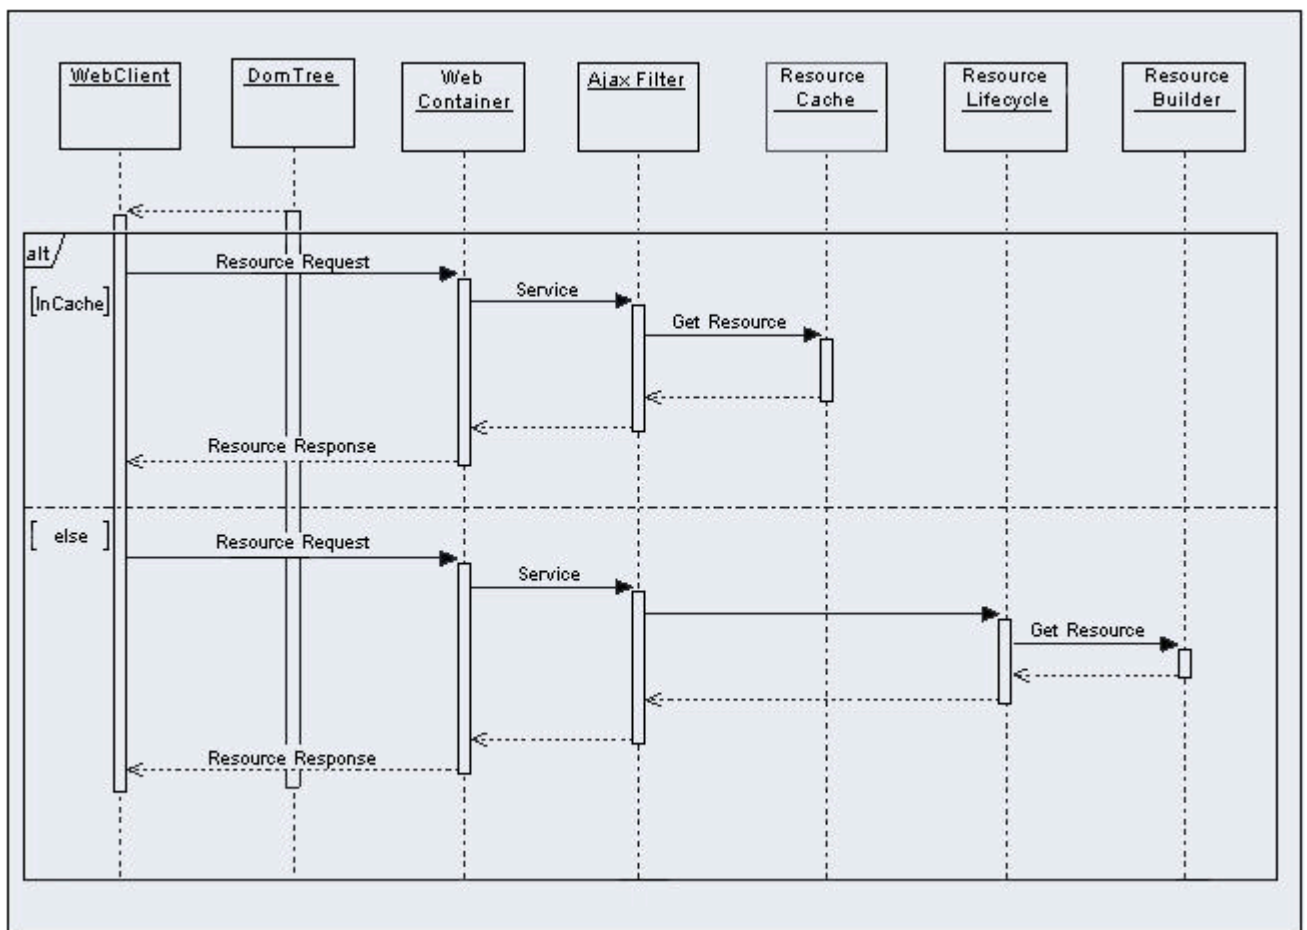 WebClient
DomTree
Web
Container
Ajax Filter
Resource
Cache
Resource
Lifecycle
Resource
Builder
alt
[InCache]
Resource Request
Service
Get Resource
Resource Response
[ else ]
Resource Request
Service
Get Resource
Resource Response